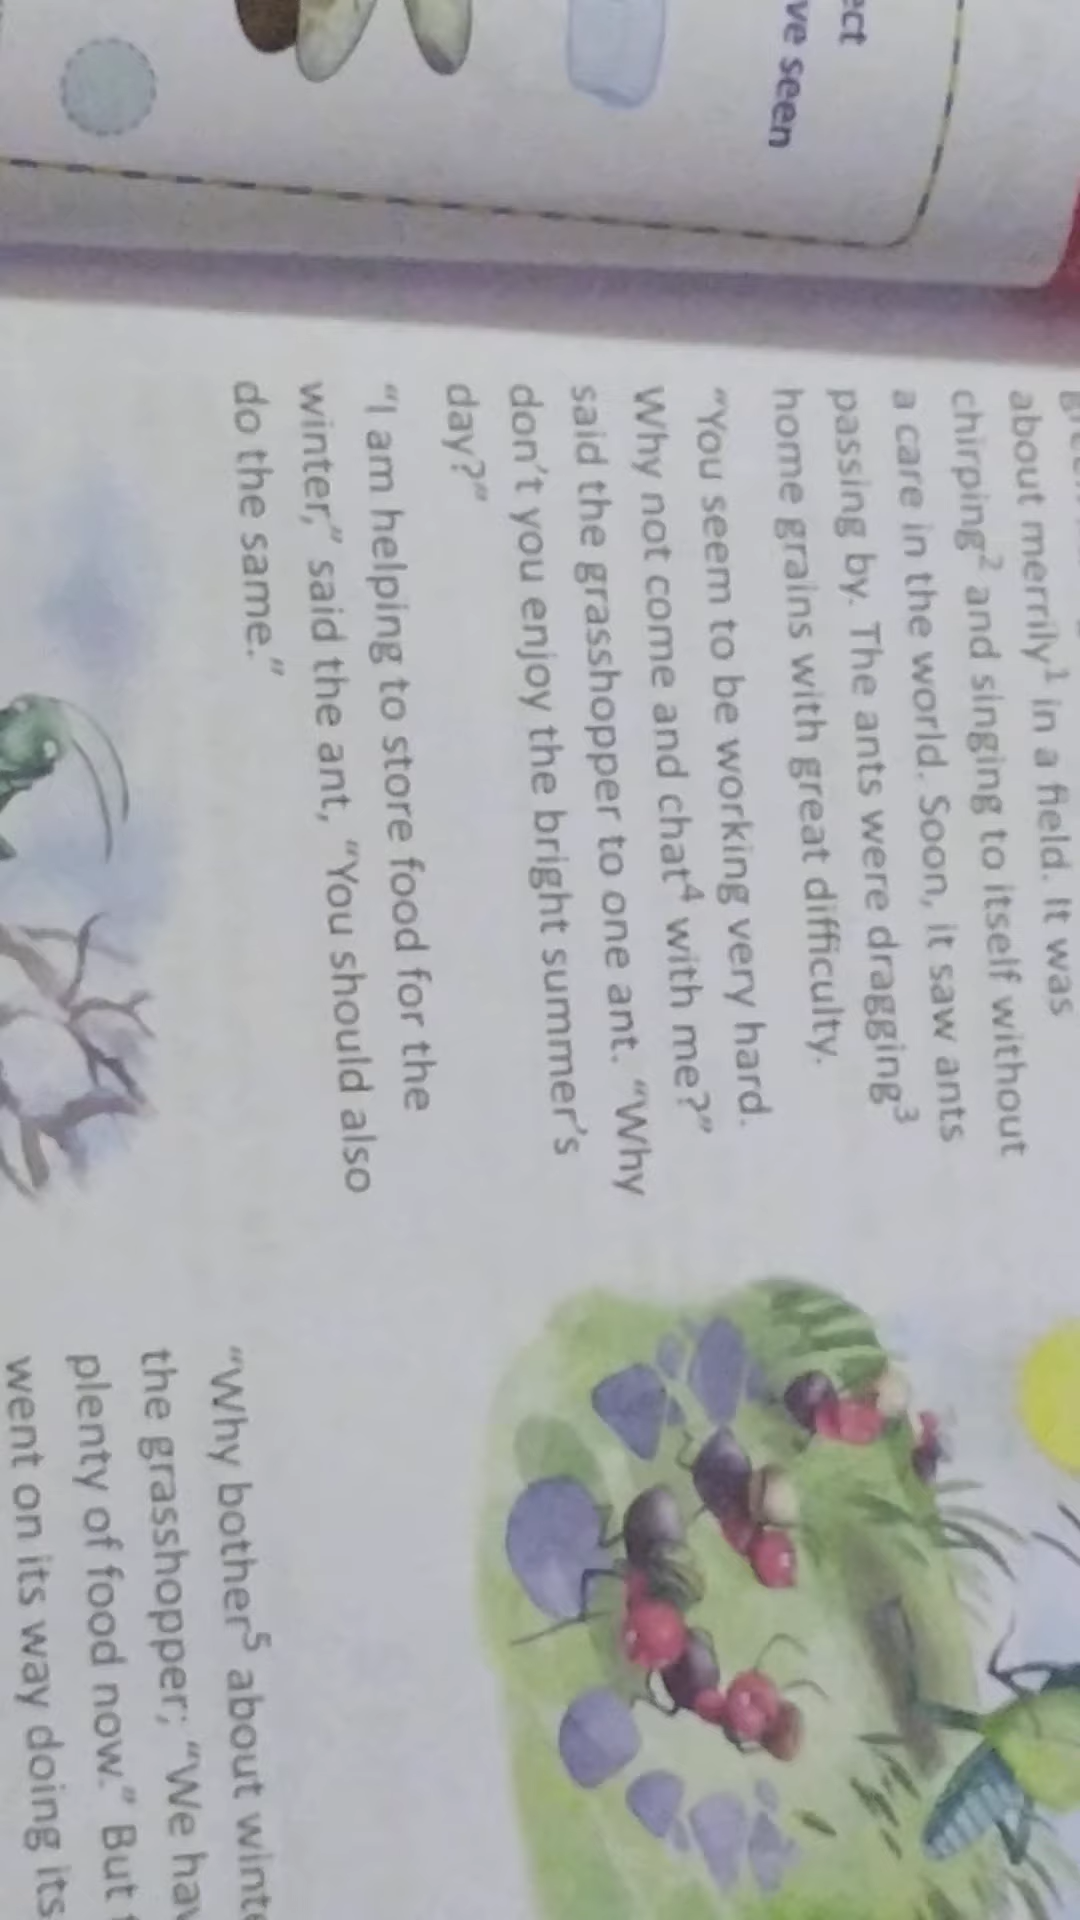 ve seen
about merrily¹ in a field. It was
chirping² and singing to itself without
a care in the world. Soon, it saw ants
passing by. The ants were dragging³
home grains with great difficulty.
“You seem to be working very hard.
Why not come and chat⁴ with me?”
said the grasshopper to one ant. “Why
don’t you enjoy the bright summer’s
day?”
“I am helping to store food for the
winter,” said the ant, “You should also
do the same.”
“Why bother⁵ about
the grasshopper; “We
plenty of food now.” But
went on its way doing its